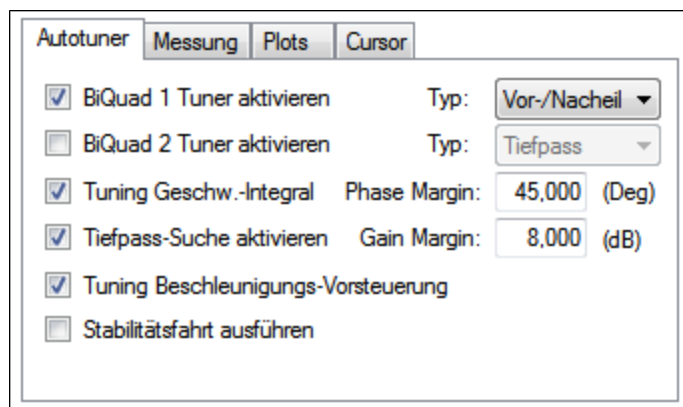 Autotuner Messung Plots Cursor
BiQuad 1 Tuner aktivieren Typ: Vor-/Nacheil
BiQuad 2 Tuner aktivieren Typ: Tiefpass
Tuning Geschw.-Integral Phase Margin: 45,000 (Deg)
Tiefpass-Suche aktivieren Gain Margin: 8,000 (dB)
Tuning Beschleunigungs-Vorsteuerung
Stabilitätsfahrt ausführen